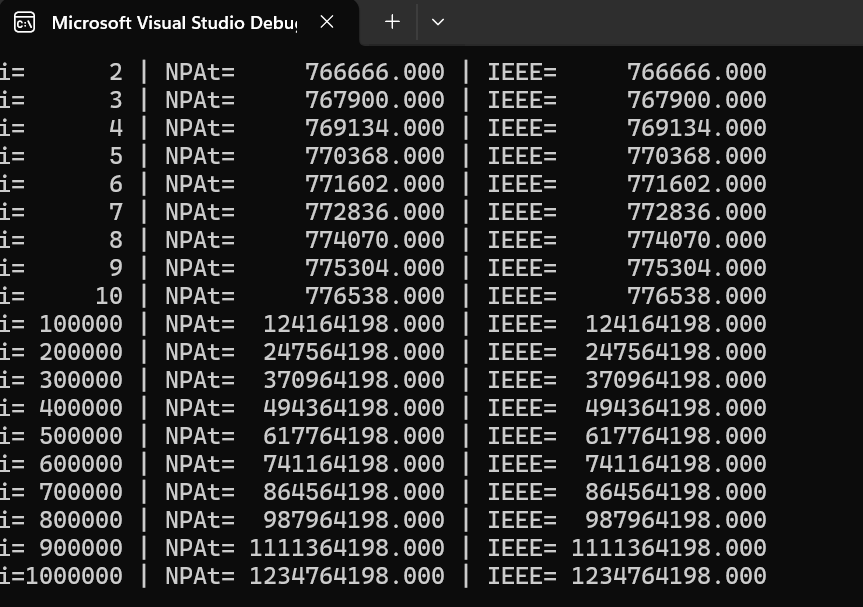 Microsoft Visual Studio Debu
i=       2 | NPAt=     766666.000 | IEEE=     766666.000
i=       3 | NPAt=     767900.000 | IEEE=     767900.000
i=       4 | NPAt=     769134.000 | IEEE=     769134.000
i=       5 | NPAt=     770368.000 | IEEE=     770368.000
i=       6 | NPAt=     771602.000 | IEEE=     771602.000
i=       7 | NPAt=     772836.000 | IEEE=     772836.000
i=       8 | NPAt=     774070.000 | IEEE=     774070.000
i=       9 | NPAt=     775304.000 | IEEE=     775304.000
i=      10 | NPAt=     776538.000 | IEEE=     776538.000
i= 100000 | NPAt=  124164198.000 | IEEE=  124164198.000
i= 200000 | NPAt=  247564198.000 | IEEE=  247564198.000
i= 300000 | NPAt=  370964198.000 | IEEE=  370964198.000
i= 400000 | NPAt=  494364198.000 | IEEE=  494364198.000
i= 500000 | NPAt=  617764198.000 | IEEE=  617764198.000
i= 600000 | NPAt=  741164198.000 | IEEE=  741164198.000
i= 700000 | NPAt=  864564198.000 | IEEE=  864564198.000
i= 800000 | NPAt=  987964198.000 | IEEE=  987964198.000
i= 900000 | NPAt= 1111364198.000 | IEEE= 1111364198.000
i=1000000 | NPAt= 1234764198.000 | IEEE= 1234764198.000